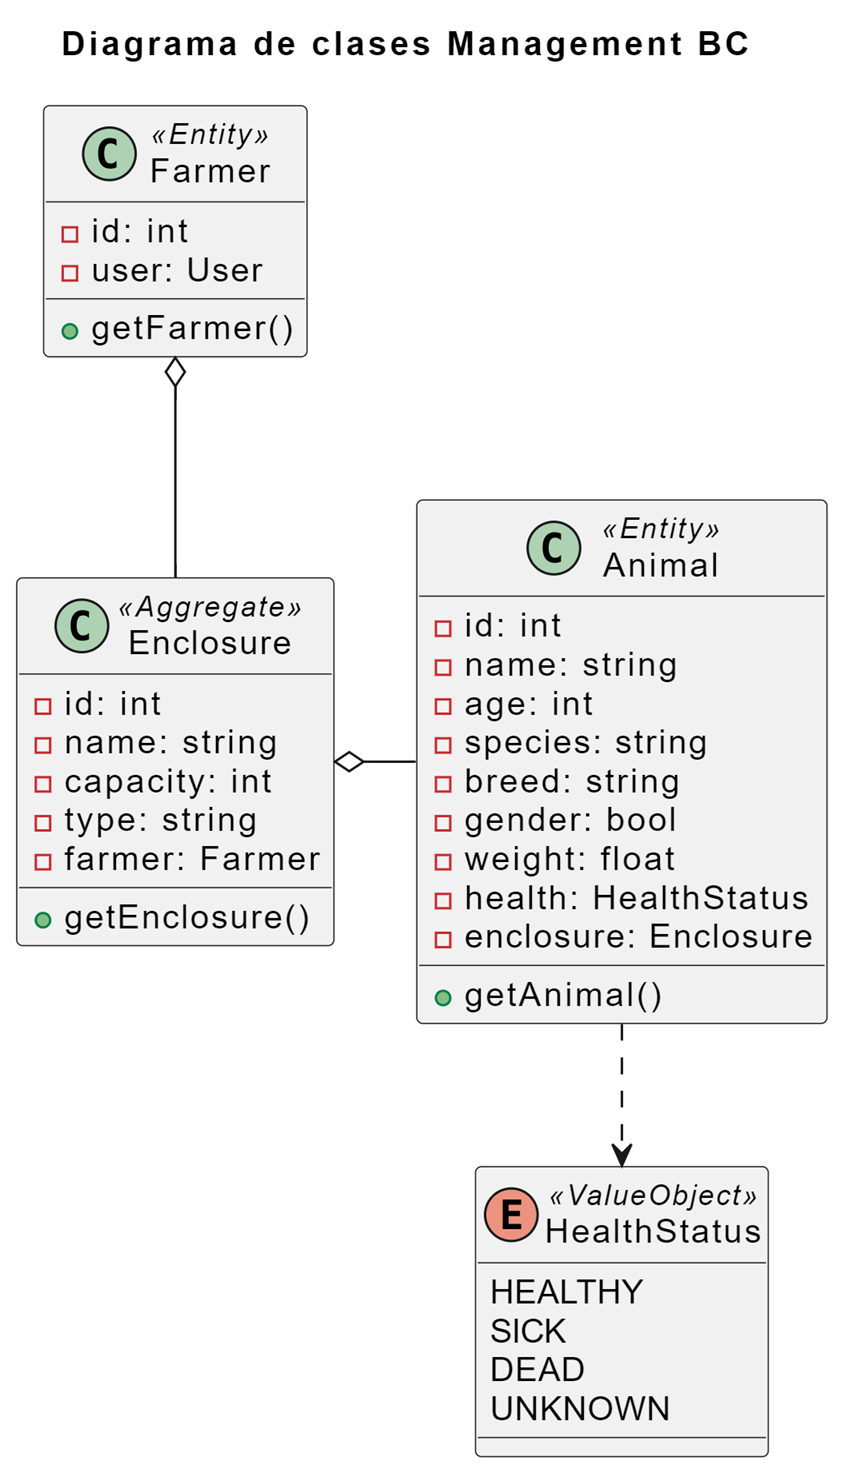 Diagrama de clases Management BC
C
«Entity»
Farmer
id: int
user: User
getFarmer()
C
«Aggregate»
Enclosure
id: int
name: string
capacity: int
type: string
farmer: Farmer
getEnclosure()
C
«Entity»
Animal
id: int
name: string
age: int
species: string
breed: string
gender: bool
weight: float
health: HealthStatus
enclosure: Enclosure
getAnimal()
E
«ValueObject»
HealthStatus
HEALTHY
SICK
DEAD
UNKNOWN